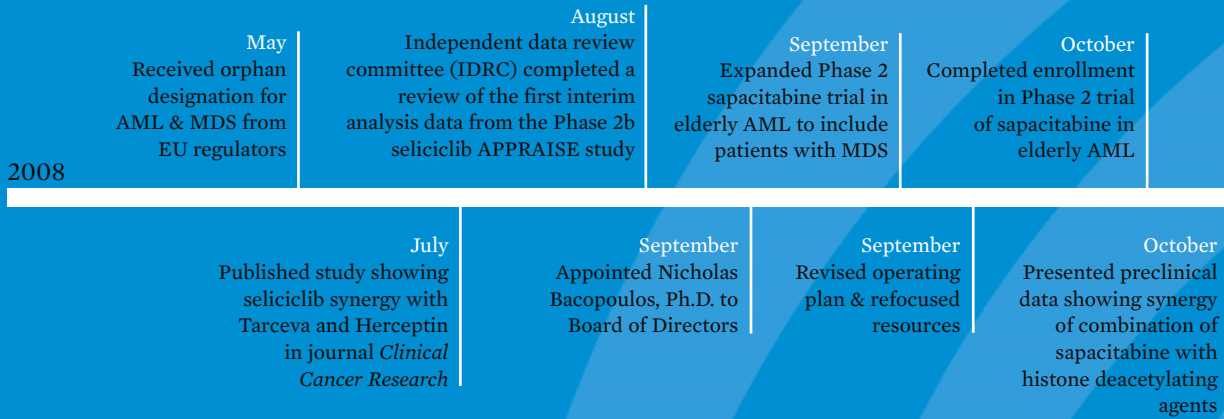 May
Received orphan
designation for
AML & MDS from
EU regulators
August
Independent data review
committee (IDRC) completed a
review of the first interim
analysis data from the Phase 2b
seliciclib APPRAISE study
September
Expanded Phase 2
sapacitabine trial in
elderly AML to include
patients with MDS
October
Completed enrollment
in Phase 2 trial
of sapacitabine in
elderly AML
2008
July
Published study showing
seliciclib synergy with
Tarceva and Herceptin
in journal Clinical
Cancer Research
September
Appointed Nicholas
Bacopoulos, Ph.D. to
Board of Directors
September
Revised operating
plan & refocused
resources
October
Presented preclinical
data showing synergy
of combination of
sapacitabine with
histone deacetylating
agents